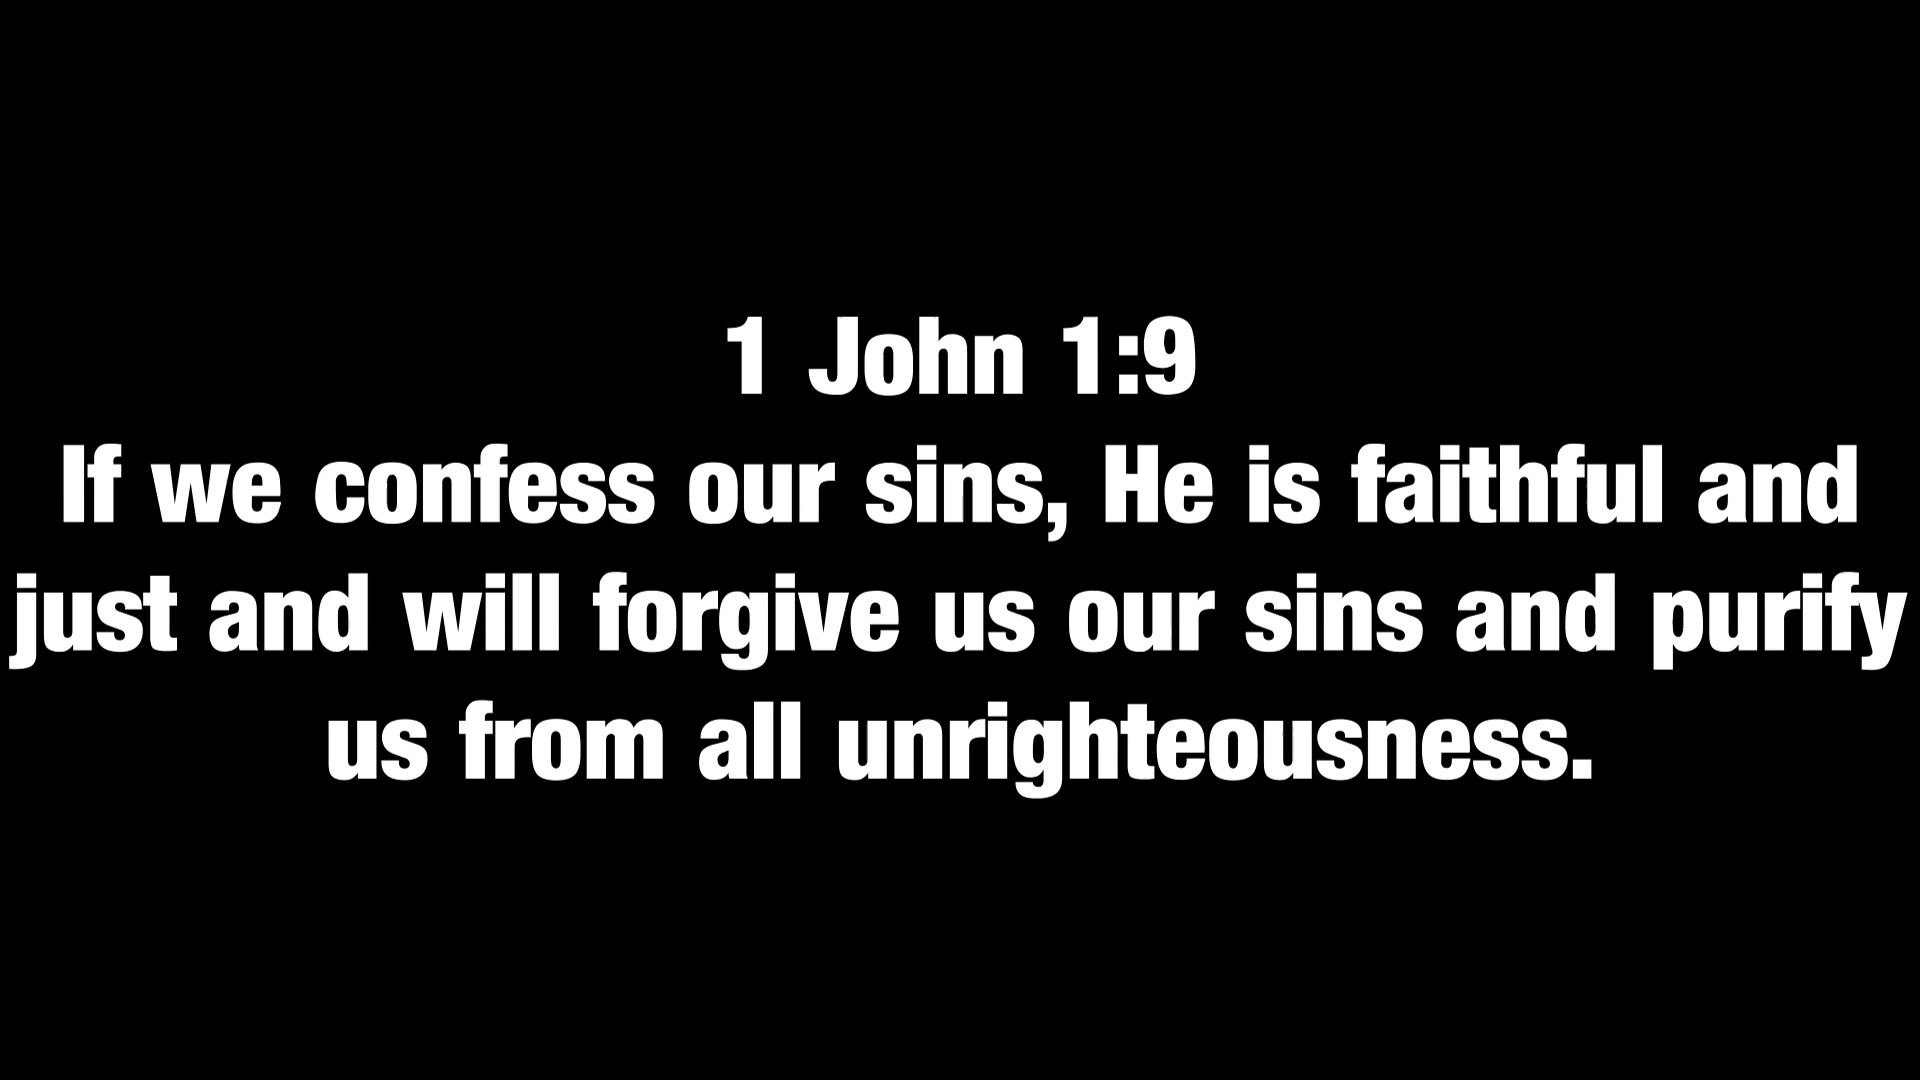 1 John 1:9
If we confess our sins, He is faithful and
just and will forgive us our sins and purify
us from all unrighteousness.